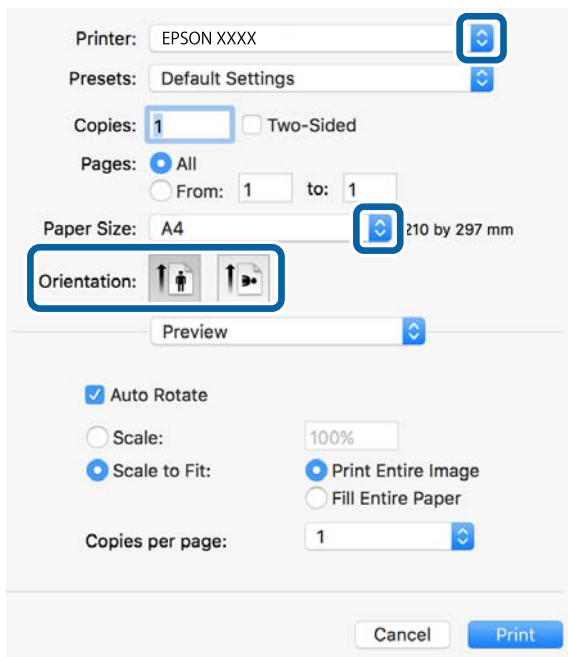 Printer: EPSON XXXX
Presets: Default Settings
Copies: 1 Two-Sided
Pages: All
From: 1 to: 1
Paper Size: A4 210 by 297 mm
Orientation:
Preview
Auto Rotate
Scale: 100%
Scale to Fit: Print Entire Image
Fill Entire Paper
Copies per page: 1
Cancel Print